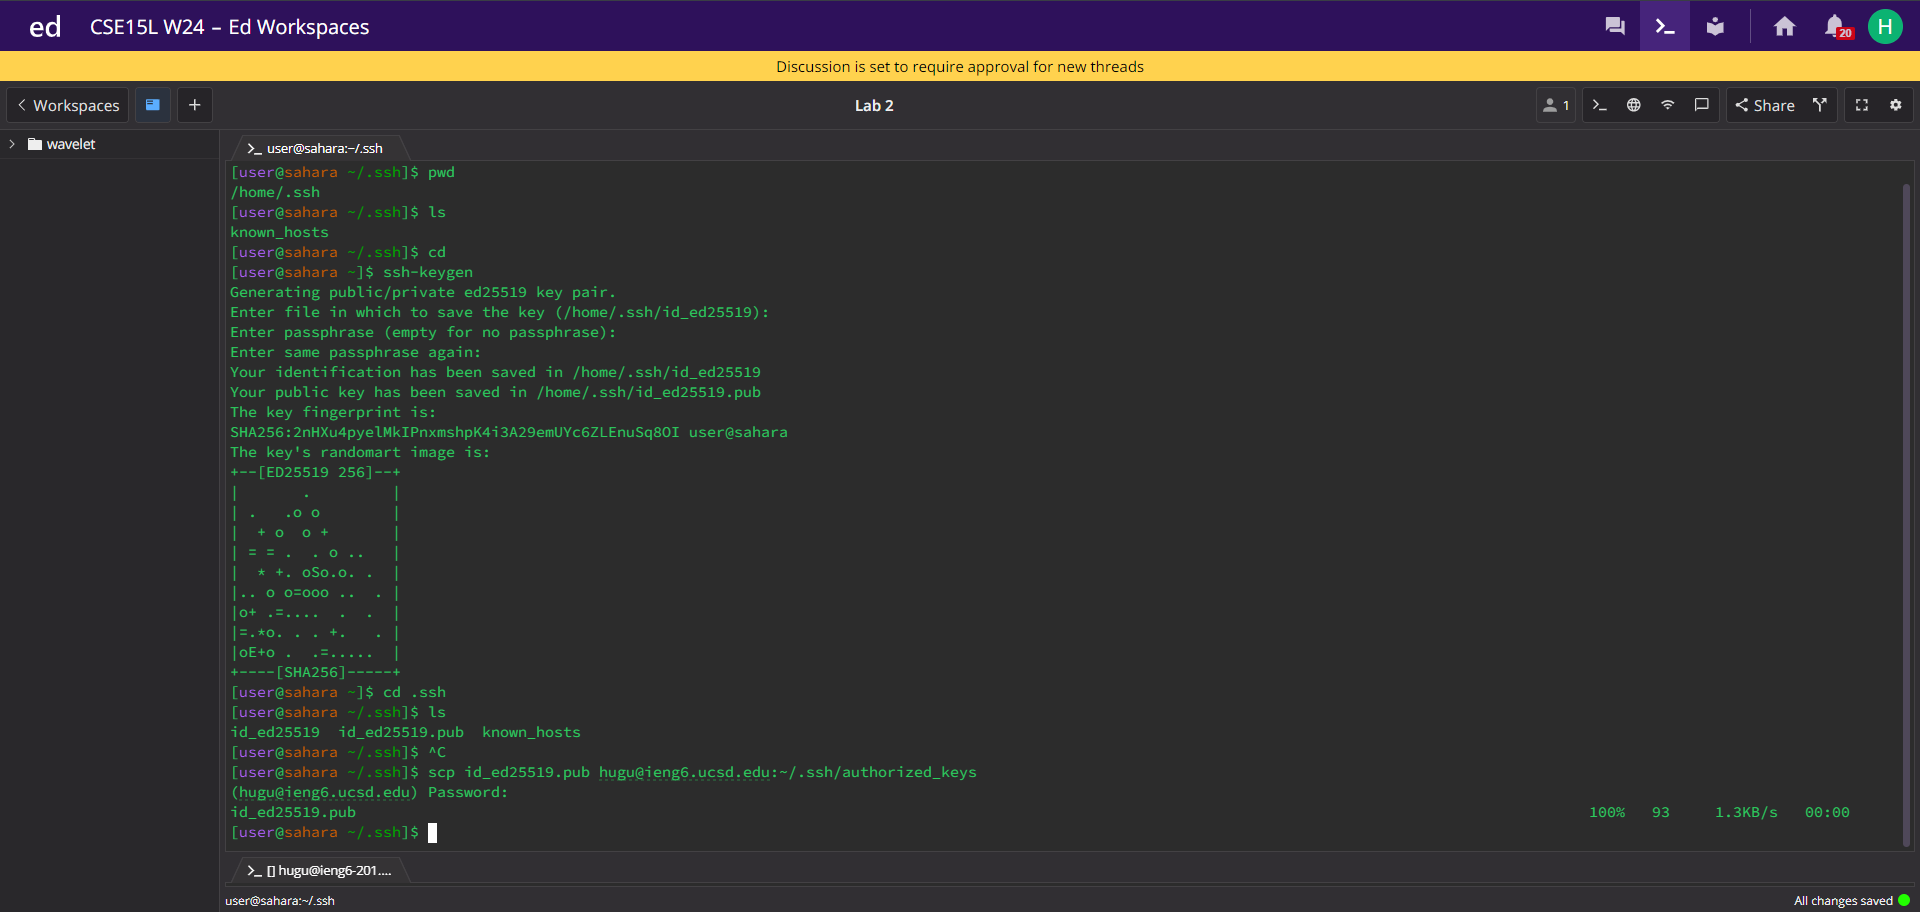 ed CSE15L W24 – Ed Workspaces 20 H
Discussion is set to require approval for new threads
Workspaces + Lab 2 1 Share
wavelet
user@sahara:~/.ssh
[user@sahara ~/.ssh]$ pwd
/home/.ssh
[user@sahara ~/.ssh]$ ls
known_hosts
[user@sahara ~/.ssh]$ cd
[user@sahara ~]$ ssh-keygen
Generating public/private ed25519 key pair.
Enter file in which to save the key (/home/.ssh/id_ed25519):
Enter passphrase (empty for no passphrase):
Enter same passphrase again:
Your identification has been saved in /home/.ssh/id_ed25519
Your public key has been saved in /home/.ssh/id_ed25519.pub
The key fingerprint is:
SHA256:2nHXu4pyelMkIPnxmshpK4i3A29emUYc6ZLEnuSq8OI user@sahara
The key's randomart image is:
+--[ED25519 256]--+
|       .         |
| .   .o o        |
|  + o  o +       |
| = = .  . o ..   |
|  * +. oSo.o. .  |
|.. o o=ooo ..  . |
|o+ .=....  .  .  |
|=.*o. . . +.   . |
|oE+o .  .=.....  |
+----[SHA256]-----+
[user@sahara ~]$ cd .ssh
[user@sahara ~/.ssh]$ ls
id_ed25519  id_ed25519.pub  known_hosts
[user@sahara ~/.ssh]$ ^C
[user@sahara ~/.ssh]$ scp id_ed25519.pub hugu@ieng6.ucsd.edu:~/.ssh/authorized_keys
(hugu@ieng6.ucsd.edu) Password:
id_ed25519.pub 100% 93 1.3KB/s 00:00
[user@sahara ~/.ssh]$
[] hugu@ieng6-201....
user@sahara:~/.ssh All changes saved